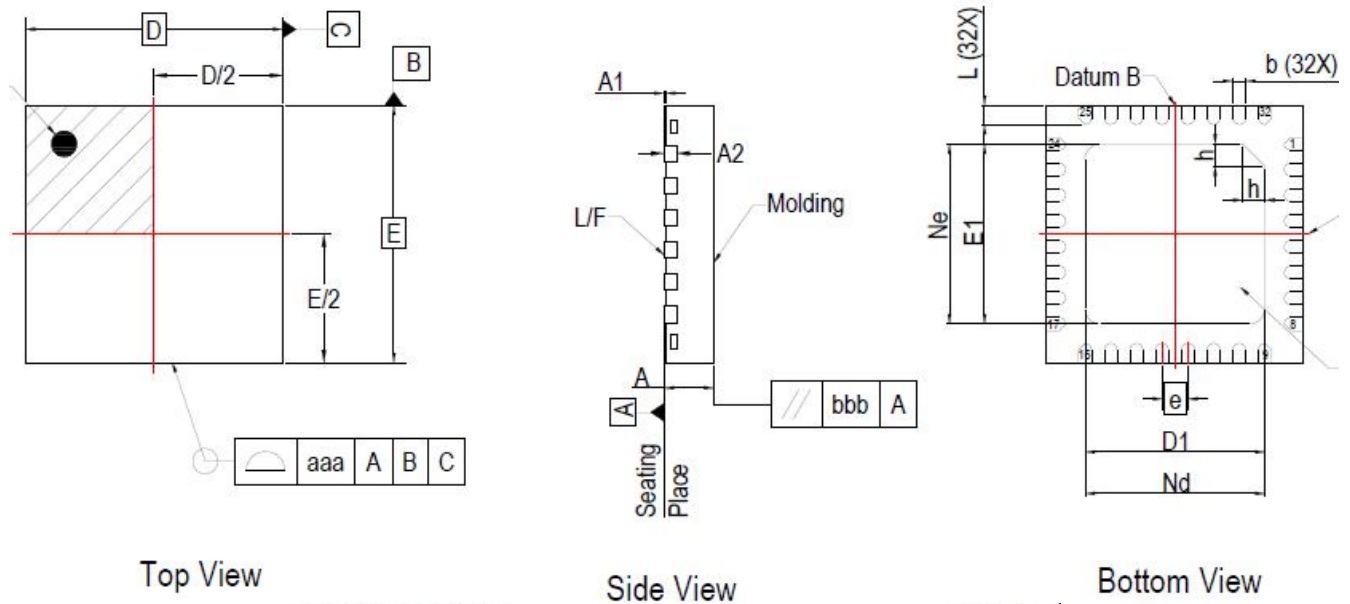 D
C
B
D/2
E
E/2
aaa A B C
Top View
A1
A2
L/F
Molding
A
A
bbb A
Seating
Place
Side View
L (32X)
Datum B
b (32X)
25
32
24
1
h
h
Ne
E1
17
8
16
9
e
D1
Nd
Bottom View